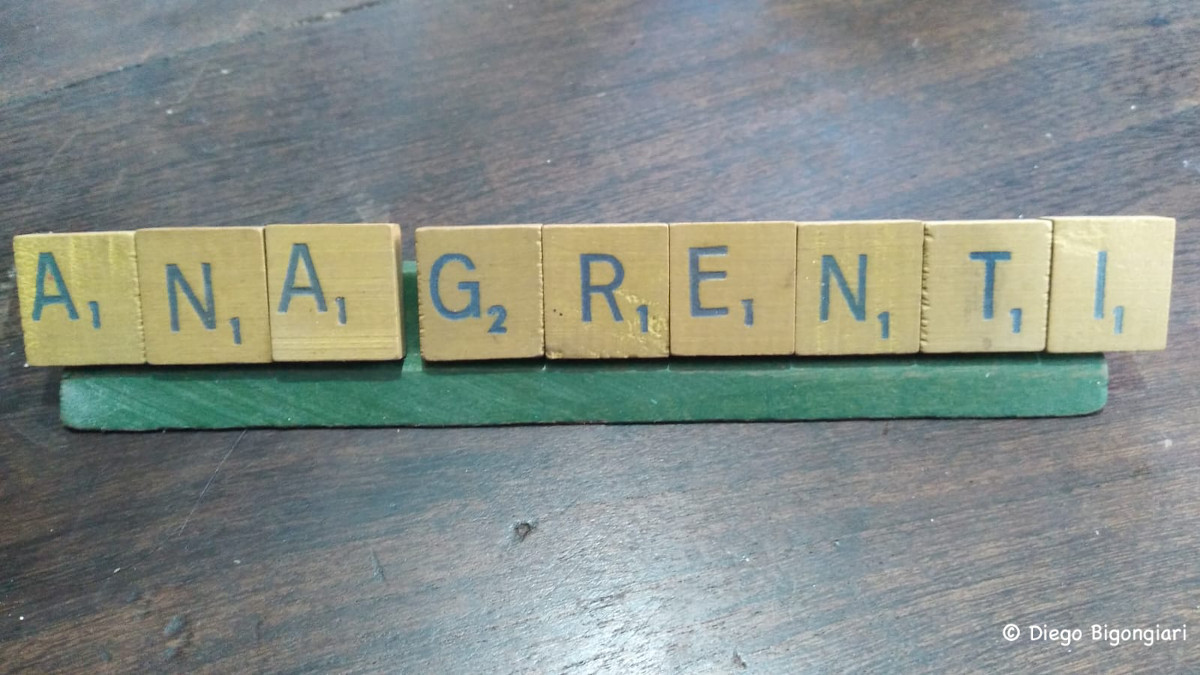 A1 N1 A1 G2 R1 E1 N1 T1 I1
© Diego Bigongiari